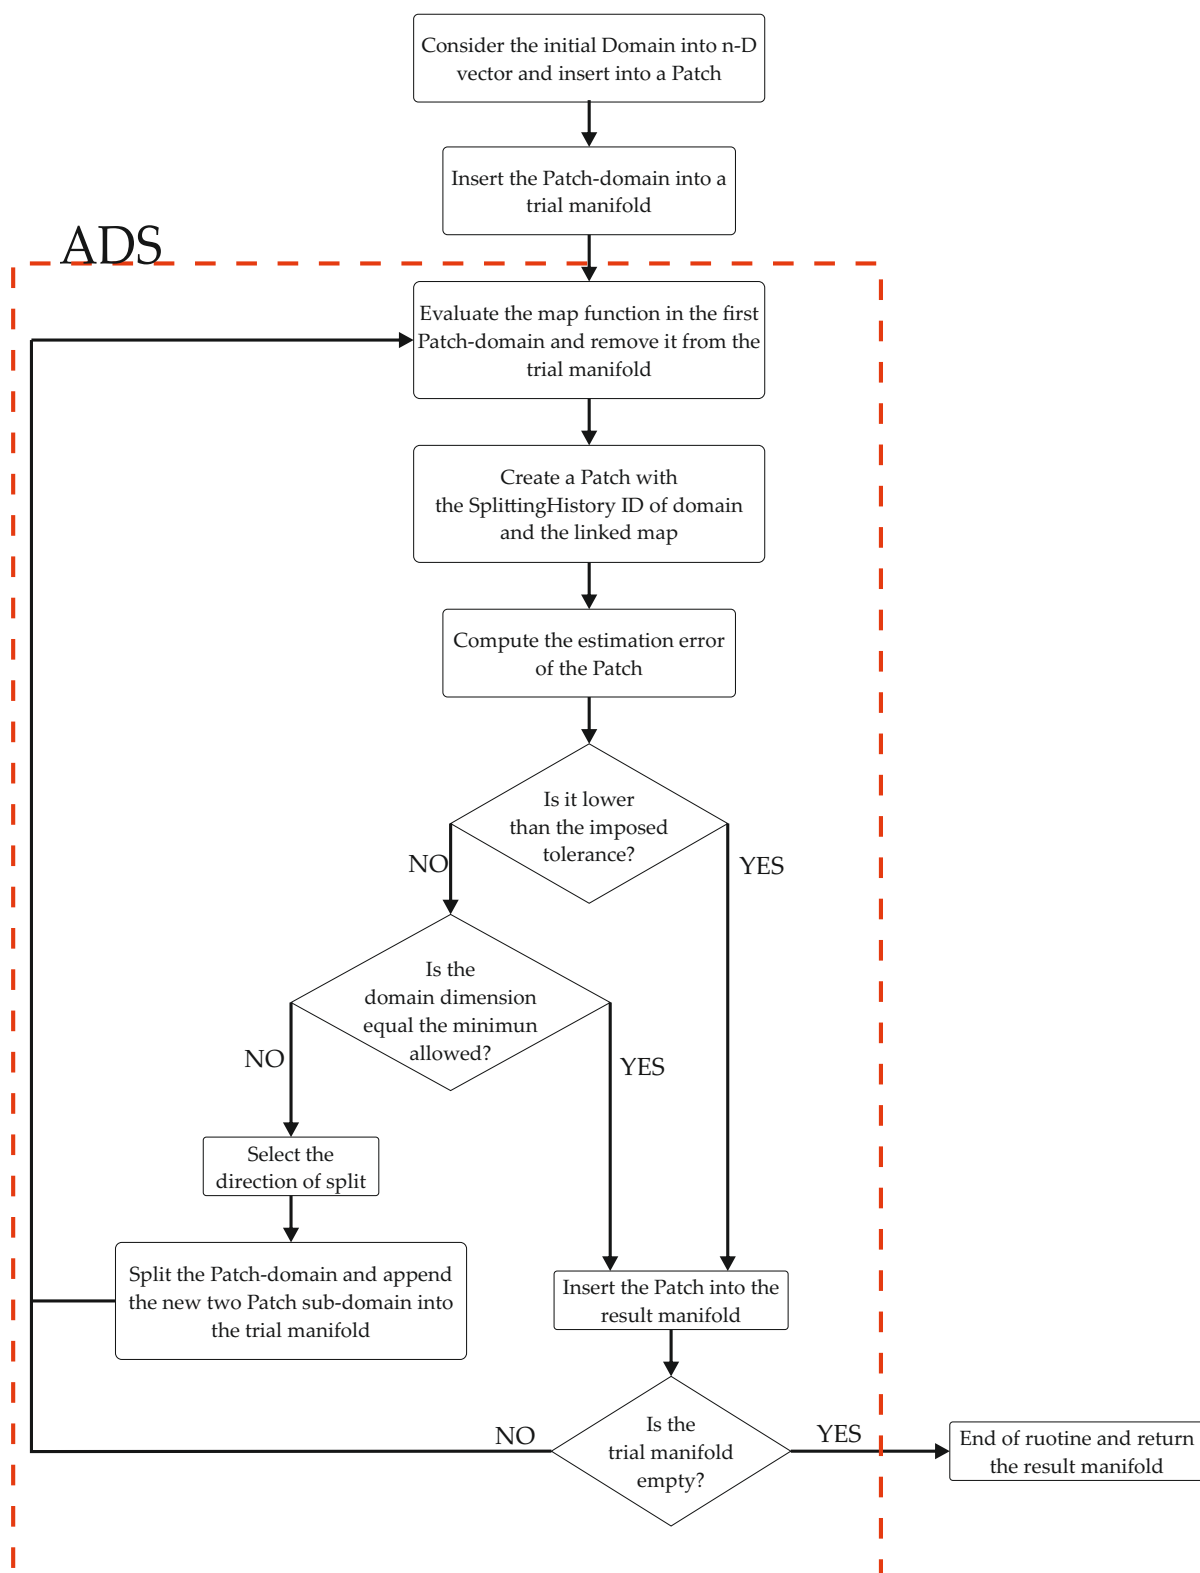 Consider the initial Domain into n-D
vector and insert into a Patch
Insert the Patch-domain into a
trial manifold
ADS
Evaluate the map function in the first
Patch-domain and remove it from the
trial manifold
Create a Patch with
the SplittingHistory ID of domain
and the linked map
Compute the estimation error
of the Patch
Is it lower
than the imposed
tolerance?
NO
YES
Is the
domain dimension
equal the minimun
allowed?
NO
YES
Select the
direction of split
Split the Patch-domain and append
the new two Patch sub-domain into
the trial manifold
Insert the Patch into the
result manifold
Is the
trial manifold
empty?
NO
YES
End of ruotine and return
the result manifold